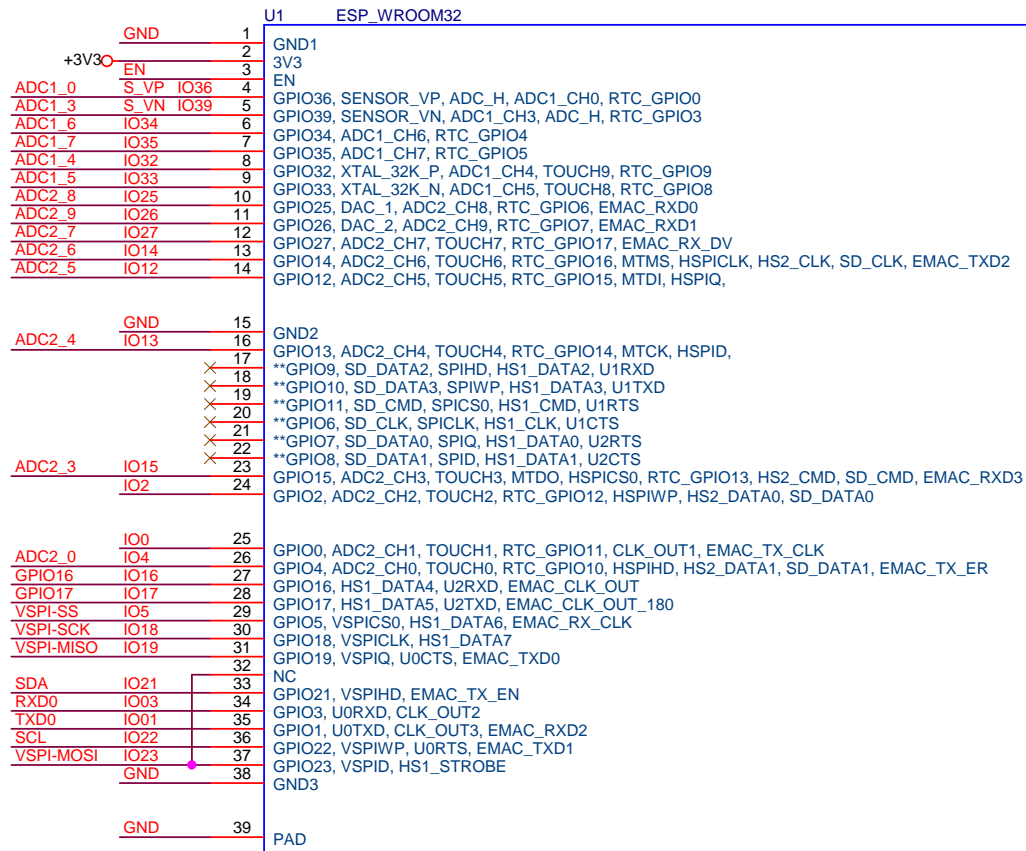 U1 ESP_WROOM32
GND 1 GND1
+3V3 2 3V3
EN 3 EN
ADC1_0 S_VP IO36 4 GPIO36, SENSOR_VP, ADC_H, ADC1_CH0, RTC_GPIO0
ADC1_3 S_VN IO39 5 GPIO39, SENSOR_VN, ADC1_CH3, ADC_H, RTC_GPIO3
ADC1_6 IO34 6 GPIO34, ADC1_CH6, RTC_GPIO4
ADC1_7 IO35 7 GPIO35, ADC1_CH7, RTC_GPIO5
ADC1_4 IO32 8 GPIO32, XTAL_32K_P, ADC1_CH4, TOUCH9, RTC_GPIO9
ADC1_5 IO33 9 GPIO33, XTAL_32K_N, ADC1_CH5, TOUCH8, RTC_GPIO8
ADC2_8 IO25 10 GPIO25, DAC_1, ADC2_CH8, RTC_GPIO6, EMAC_RXD0
ADC2_9 IO26 11 GPIO26, DAC_2, ADC2_CH9, RTC_GPIO7, EMAC_RXD1
ADC2_7 IO27 12 GPIO27, ADC2_CH7, TOUCH7, RTC_GPIO17, EMAC_RX_DV
ADC2_6 IO14 13 GPIO14, ADC2_CH6, TOUCH6, RTC_GPIO16, MTMS, HSPICLK, HS2_CLK, SD_CLK, EMAC_TXD2
ADC2_5 IO12 14 GPIO12, ADC2_CH5, TOUCH5, RTC_GPIO15, MTDI, HSPIQ,
GND 15 GND2
ADC2_4 IO13 16 GPIO13, ADC2_CH4, TOUCH4, RTC_GPIO14, MTCK, HSPID,
17 **GPIO9, SD_DATA2, SPIHD, HS1_DATA2, U1RXD
18 **GPIO10, SD_DATA3, SPIWP, HS1_DATA3, U1TXD
19 **GPIO11, SD_CMD, SPICS0, HS1_CMD, U1RTS
20 **GPIO6, SD_CLK, SPICLK, HS1_CLK, U1CTS
21 **GPIO7, SD_DATA0, SPIQ, HS1_DATA0, U2RTS
22 **GPIO8, SD_DATA1, SPID, HS1_DATA1, U2CTS
ADC2_3 IO15 23 GPIO15, ADC2_CH3, TOUCH3, MTDO, HSPICS0, RTC_GPIO13, HS2_CMD, SD_CMD, EMAC_RXD3
IO2 24 GPIO2, ADC2_CH2, TOUCH2, RTC_GPIO12, HSPIWP, HS2_DATA0, SD_DATA0
IO0 25 GPIO0, ADC2_CH1, TOUCH1, RTC_GPIO11, CLK_OUT1, EMAC_TX_CLK
ADC2_0 IO4 26 GPIO4, ADC2_CH0, TOUCH0, RTC_GPIO10, HSPIHD, HS2_DATA1, SD_DATA1, EMAC_TX_ER
GPIO16 IO16 27 GPIO16, HS1_DATA4, U2RXD, EMAC_CLK_OUT
GPIO17 IO17 28 GPIO17, HS1_DATA5, U2TXD, EMAC_CLK_OUT_180
VSPI-SS IO5 29 GPIO5, VSPICS0, HS1_DATA6, EMAC_RX_CLK
VSPI-SCK IO18 30 GPIO18, VSPICLK, HS1_DATA7
VSPI-MISO IO19 31 GPIO19, VSPIQ, U0CTS, EMAC_TXD0
32 NC
SDA IO21 33 GPIO21, VSPIHD, EMAC_TX_EN
RXD0 IO03 34 GPIO3, U0RXD, CLK_OUT2
TXD0 IO01 35 GPIO1, U0TXD, CLK_OUT3, EMAC_RXD2
SCL IO22 36 GPIO22, VSPIWP, U0RTS, EMAC_TXD1
VSPI-MOSI IO23 37 GPIO23, VSPID, HS1_STROBE
GND 38 GND3
GND 39 PAD